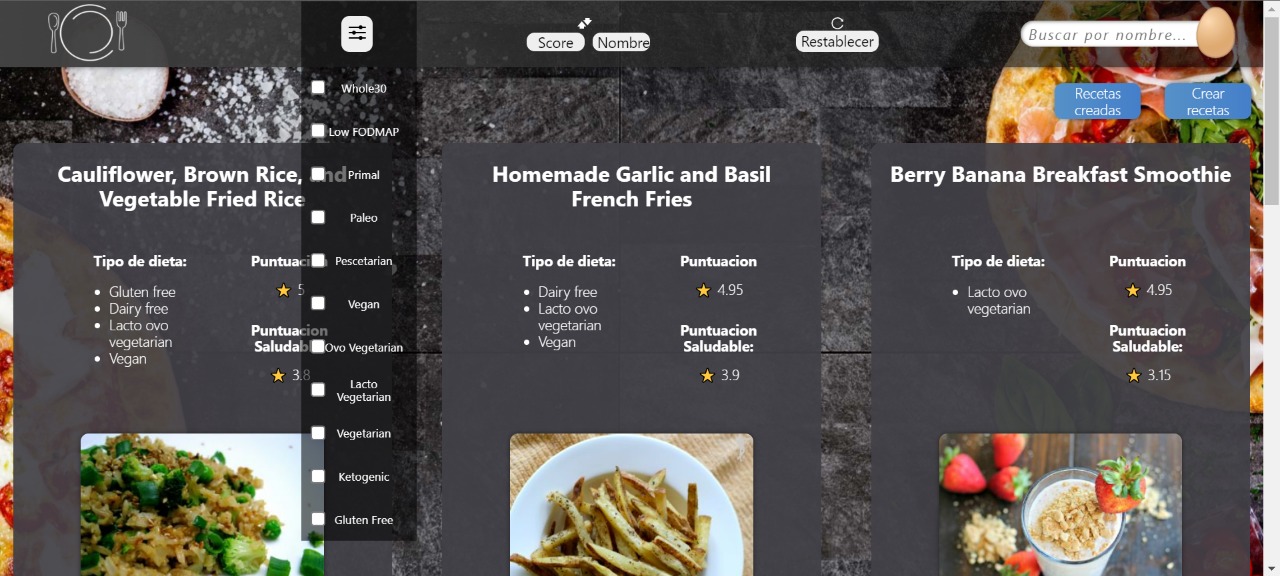 Score
Nombre
Restablecer
Buscar por nombre...
Recetas
creadas
Crear
recetas
Whole30
Low FODMAP
Primal
Paleo
Pescetarian
Vegan
Ovo Vegetarian
Lacto
Vegetarian
Vegetarian
Ketogenic
Gluten Free
Cauliflower, Brown Rice, and
Vegetable Fried Rice
Tipo de dieta:
Gluten free
Dairy free
Lacto ovo
vegetarian
Vegan
Puntuacion
5
Puntuacion
Saludable:
3.8
Homemade Garlic and Basil
French Fries
Tipo de dieta:
Dairy free
Lacto ovo
vegetarian
Vegan
Puntuacion
4.95
Puntuacion
Saludable:
3.9
Berry Banana Breakfast Smoothie
Tipo de dieta:
Lacto ovo
vegetarian
Puntuacion
4.95
Puntuacion
Saludable:
3.15